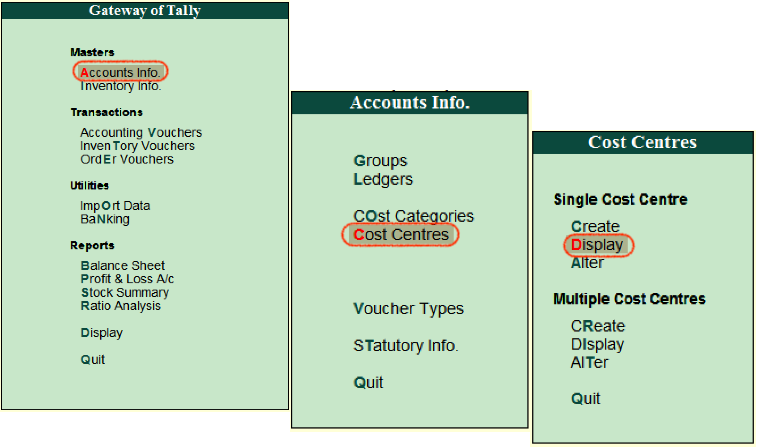 Gateway of Tally
Masters
Accounts Info.
Inventory Info.
Transactions
Accounting Vouchers
InvenTory Vouchers
OrdEr Vouchers
Utilities
ImpOrt Data
BaNking
Reports
Balance Sheet
Profit & Loss A/c
Stock Summary
Ratio Analysis
Display
Quit
Accounts Info.
Groups
Ledgers
COst Categories
Cost Centres
Voucher Types
STatutory Info.
Quit
Cost Centres
Single Cost Centre
Create
Display
Alter
Multiple Cost Centres
CReate
DIsplay
AlTer
Quit